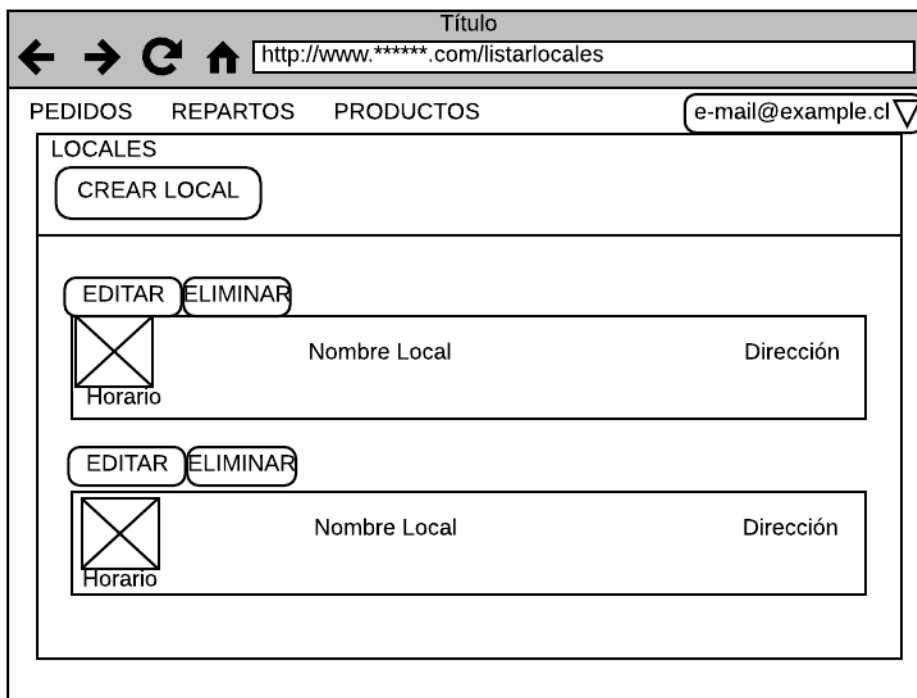 Título
http://www.******.com/listarlocales
PEDIDOS REPARTOS PRODUCTOS e-mail@example.cl
LOCALES
CREAR LOCAL
EDITAR ELIMINAR
Nombre Local Dirección
Horario
EDITAR ELIMINAR
Nombre Local Dirección
Horario